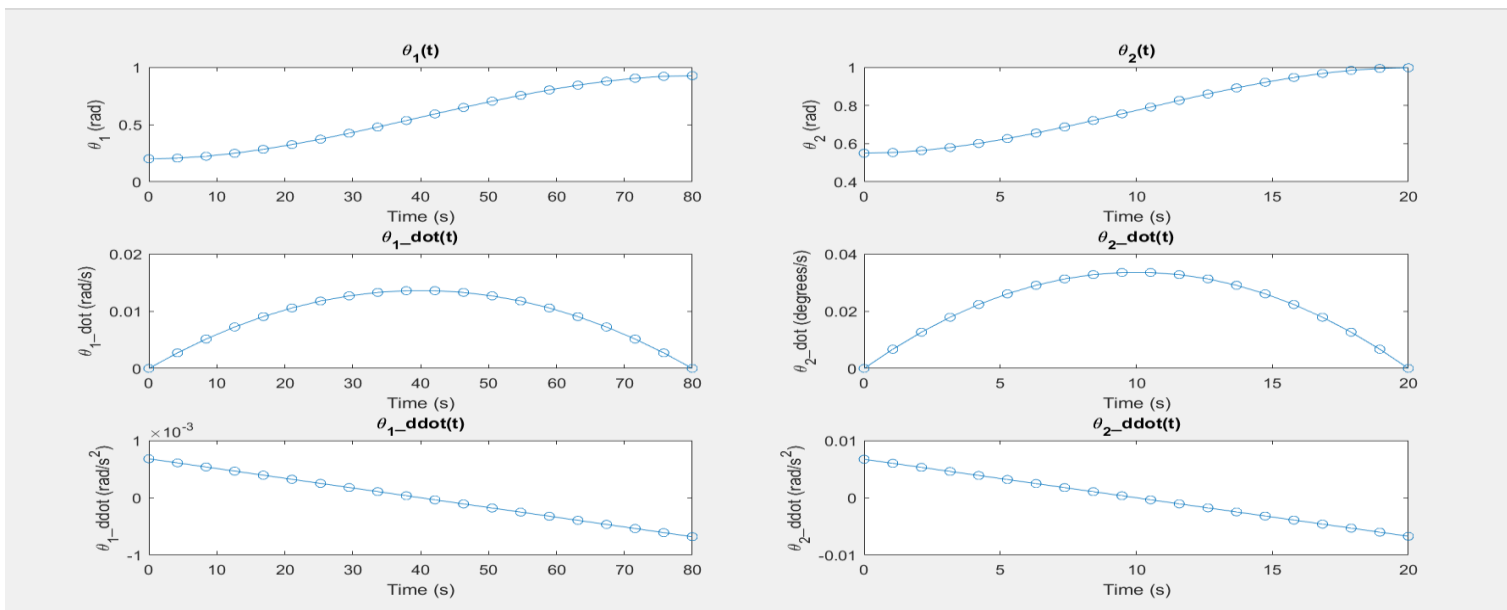 θ₁(t)
θ₁ (rad)
1
0.5
0
0 10 20 30 40 50 60 70 80
Time (s)
θ₂(t)
θ₂ (rad)
1
0.8
0.6
0.4
0 5 10 15 20
Time (s)
θ₁_dot(t)
θ₁_dot (rad/s)
0.02
0.01
0
0 10 20 30 40 50 60 70 80
Time (s)
θ₂_dot(t)
θ₂_dot (degrees/s)
0.04
0.02
0
0 5 10 15 20
Time (s)
θ₁_ddot(t)
θ₁_ddot (rad/s²)
×10⁻³
1
0
-1
0 10 20 30 40 50 60 70 80
Time (s)
θ₂_ddot(t)
θ₂_ddot (rad/s²)
0.01
0
-0.01
0 5 10 15 20
Time (s)